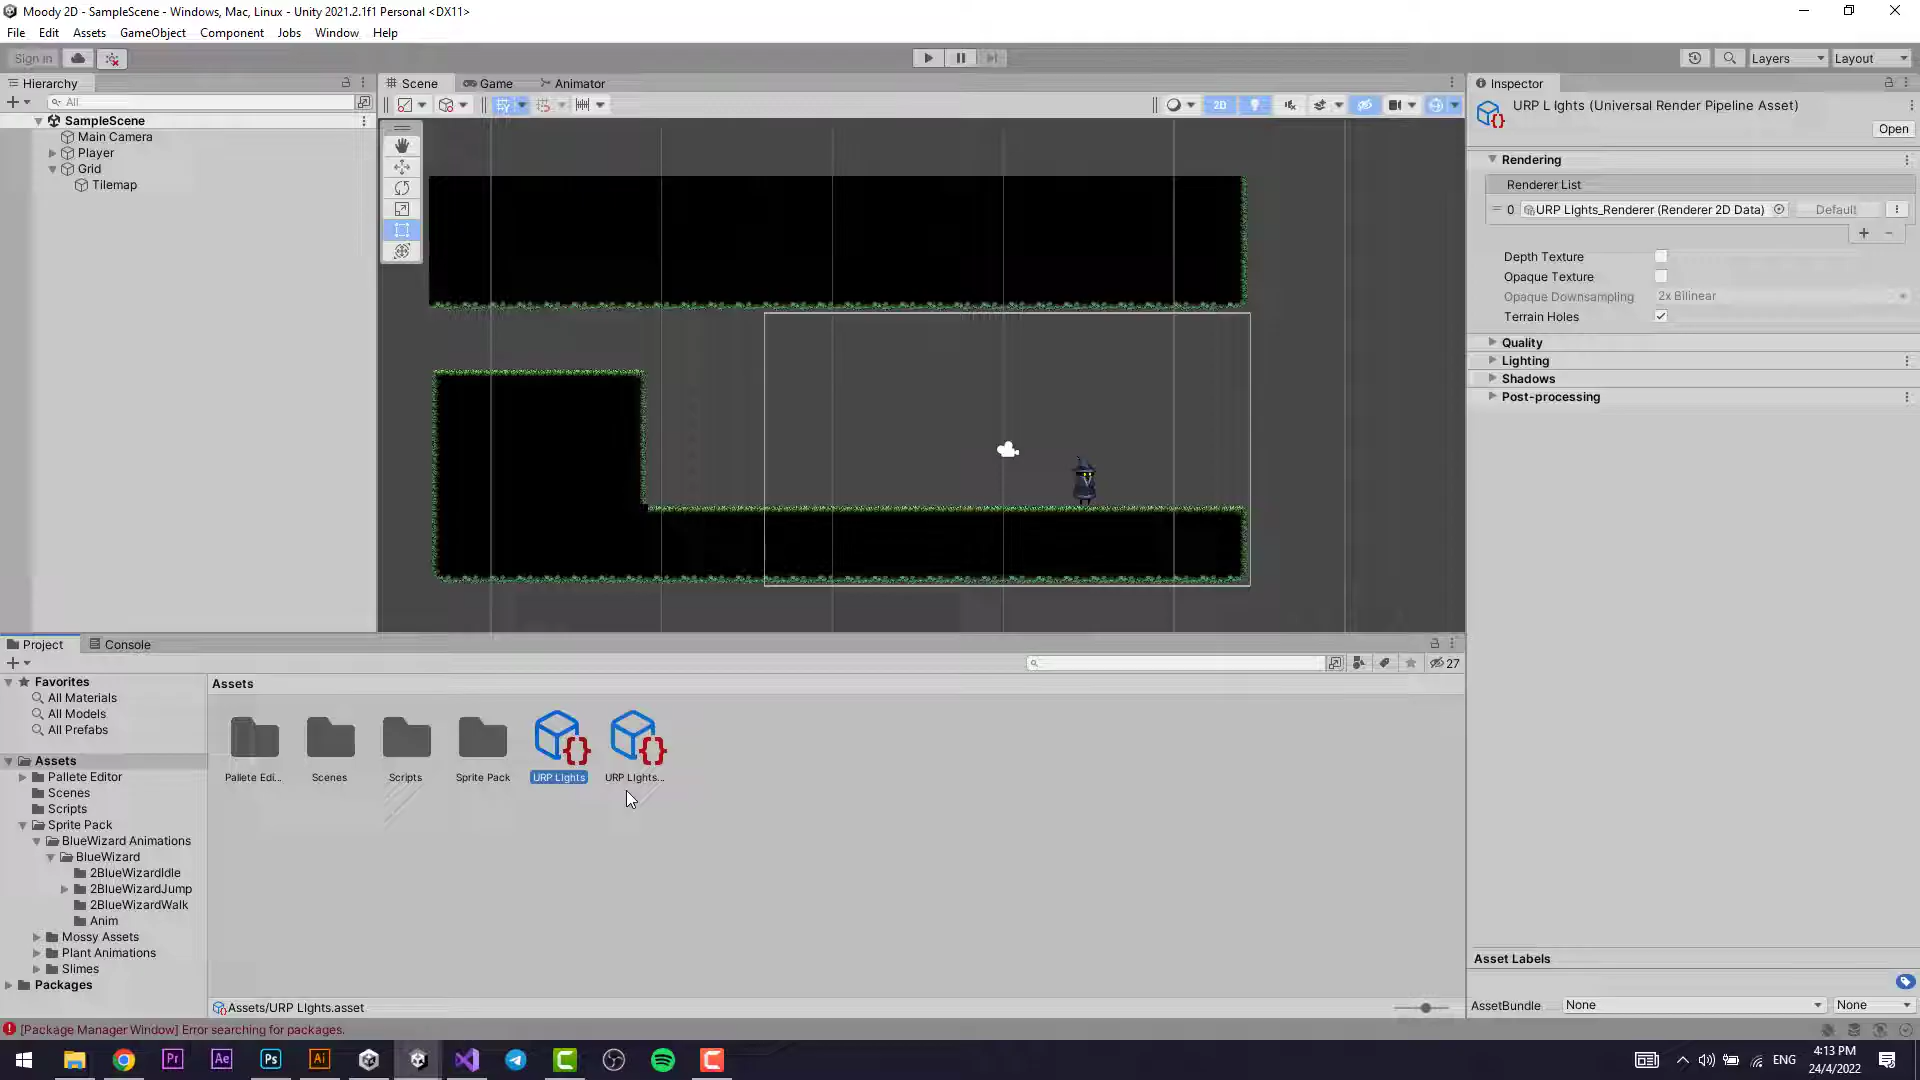 Moody 2D - SampleScene - Windows, Mac, Linux - Unity 2021.2.1f1 Personal <DX11>
File Edit Assets GameObject Component Jobs Window Help
Sign in
Layers
Layout
Hierarchy
All
SampleScene
Main Camera
Player
Grid
Tilemap
Scene
Game
Animator
2D
Inspector
URP L Ights (Universal Render Pipeline Asset)
Open
Rendering
Renderer List
0 URP LIghts_Renderer (Renderer 2D Data) Default
Depth Texture
Opaque Texture
Opaque Downsampling 2x Bilinear
Terrain Holes
Quality
Lighting
Shadows
Post-processing
Project
Console
27
Favorites
All Materials
All Models
All Prefabs
Assets
Pallete Editor
Scenes
Scripts
Sprite Pack
BlueWizard Animations
BlueWizard
2BlueWizardIdle
2BlueWizardJump
2BlueWizardWalk
Anim
Mossy Assets
Plant Animations
Slimes
Packages
Assets
Pallete Edi...
Scenes
Scripts
Sprite Pack
URP LIghts
URP LIghts...
Assets/URP LIghts.asset
Asset Labels
AssetBundle None None
[Package Manager Window] Error searching for packages.
Pr
Ae
Ps
Ai
ENG
4:13 PM
24/4/2022